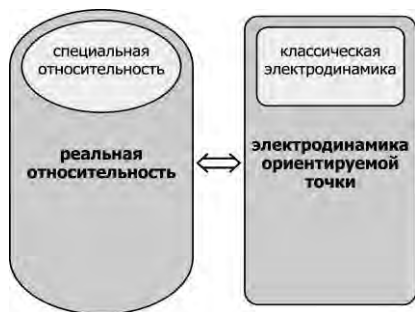 специальная
относительность
реальная
относительность
классическая
электродинамика
электродинамика
ориентируемой
точки